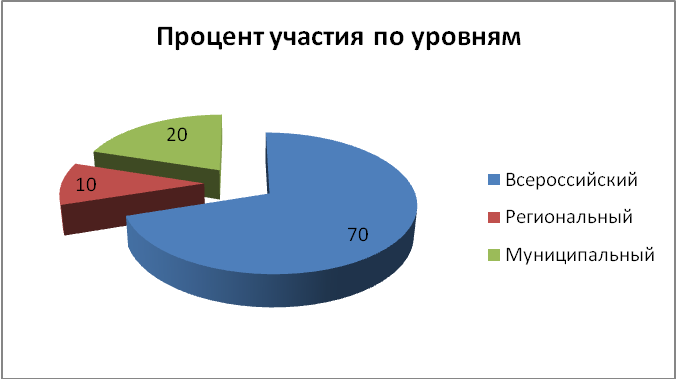 Процент участия по уровням
20
10
70
Всероссийский
Региональный
Муниципальный